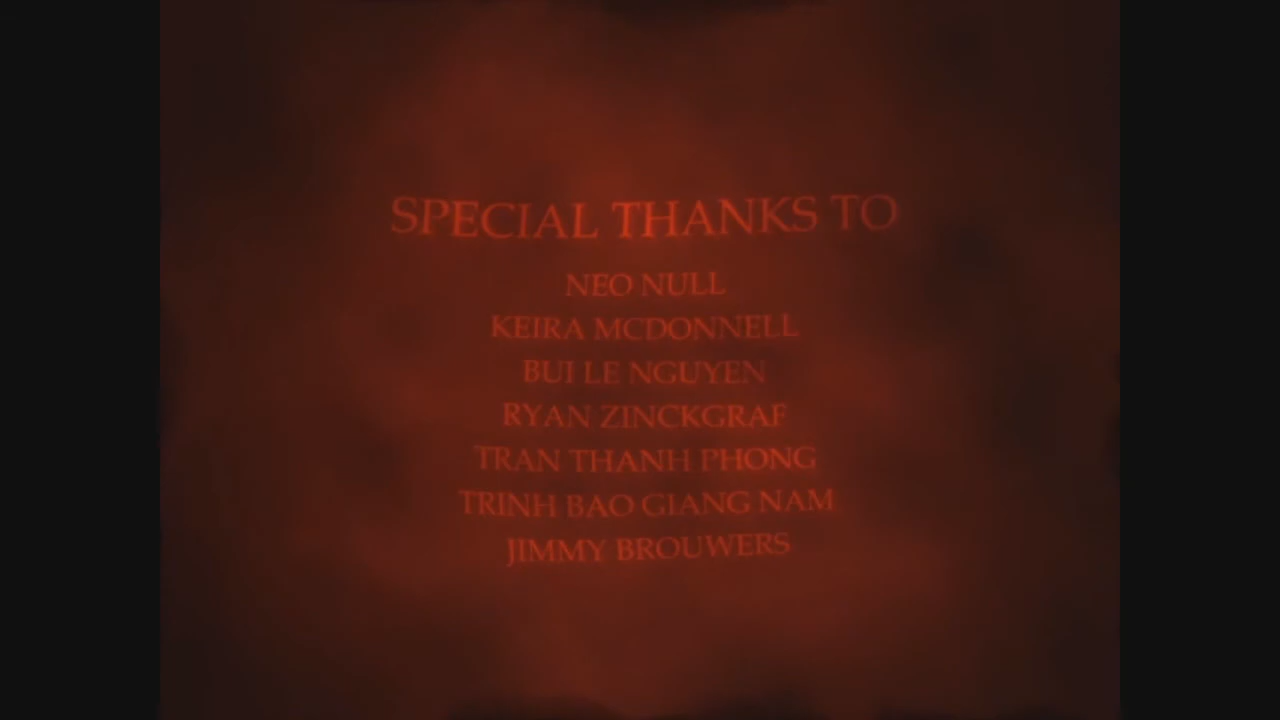 SPECIAL THANKS TO
NEO NULL
KEIRA MCDONNELL
BUI LE NGUYEN
RYAN ZINCKGRAF
TRAN THANH PHONG
TRINH BAO GIANG NAM
JIMMY BROUWERS